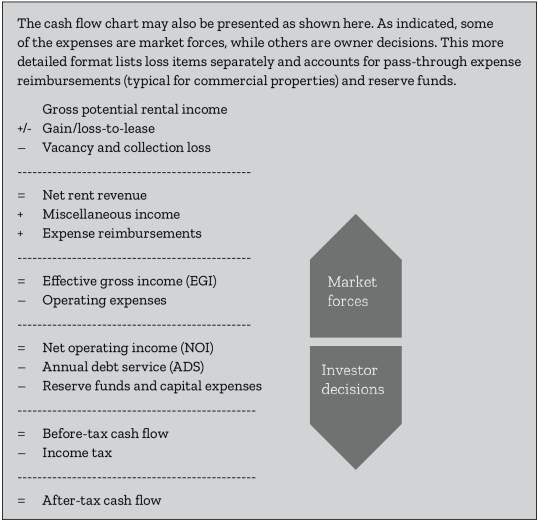 The cash flow chart may also be presented as shown here. As indicated, some
of the expenses are market forces, while others are owner decisions. This more
detailed format lists loss items separately and accounts for pass-through expense
reimbursements (typical for commercial properties) and reserve funds.
Gross potential rental income
+/- Gain/loss-to-lease
– Vacancy and collection loss
-----------------------------------------------
= Net rent revenue
+ Miscellaneous income
+ Expense reimbursements
-----------------------------------------------
= Effective gross income (EGI)
– Operating expenses
-----------------------------------------------
= Net operating income (NOI)
– Annual debt service (ADS)
– Reserve funds and capital expenses
------------------------------------------------
= Before-tax cash flow
– Income tax
------------------------------------------------
= After-tax cash flow
Market
forces
Investor
decisions